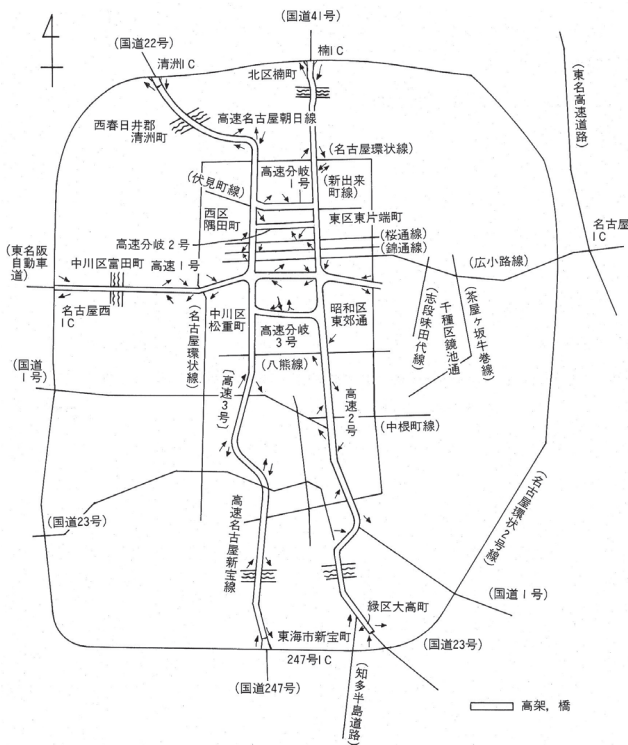 4
(国道41号)
楠IC
(国道22号)
清洲IC
北区楠町
(東名高速道路)
西春日井郡
清洲町
高速名古屋朝日線
(名古屋環状線)
高速分岐
1号
(新出来
町線)
(伏見町線)
西区
隅田町
東区東片端町
高速分岐2号
(桜通線)
(錦通線)
名古屋
IC
(広小路線)
(東名阪
自動車
道)
中川区富田町
高速1号
名古屋西
IC
(名古屋環状線)
中川区
松重町
昭和区
東郊通
高速分岐
3号
(志段味田代線)
千種区鏡池通
(茶屋ヶ坂牛巻線)
(国道
1号)
(八熊線)
〔高速3号〕
高速2号
(中根町線)
(国道23号)
高速名古屋新宝線
(名古屋環状2号線)
(国道1号)
緑区大高町
東海市新宝町
(国道23号)
247号IC
(国道247号)
(知多半島道路)
高架，橋